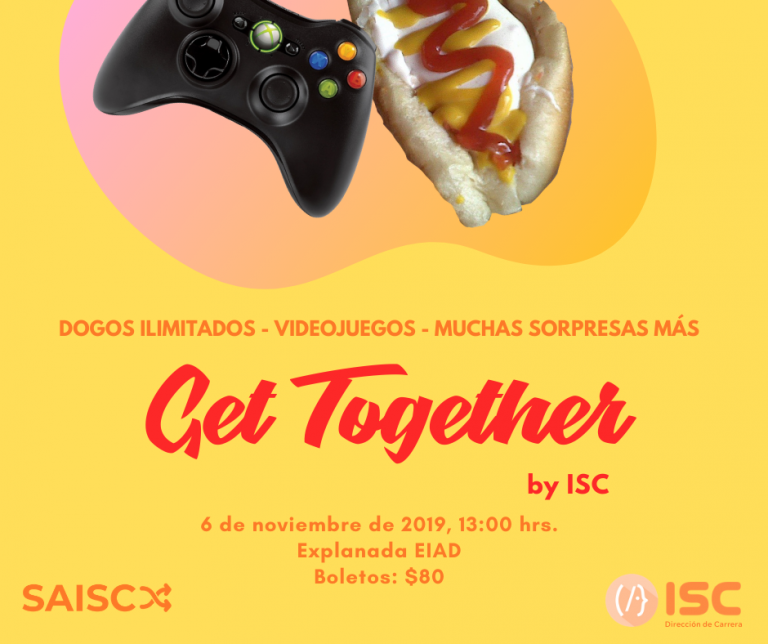 DOGOS ILIMITADOS - VIDEOJUEGOS - MUCHAS SORPRESAS MÁS
Get Together
by ISC
6 de noviembre de 2019, 13:00 hrs.
Explanada EIAD
Boletos: $80
SAISC
ISC
Dirección de Carrera